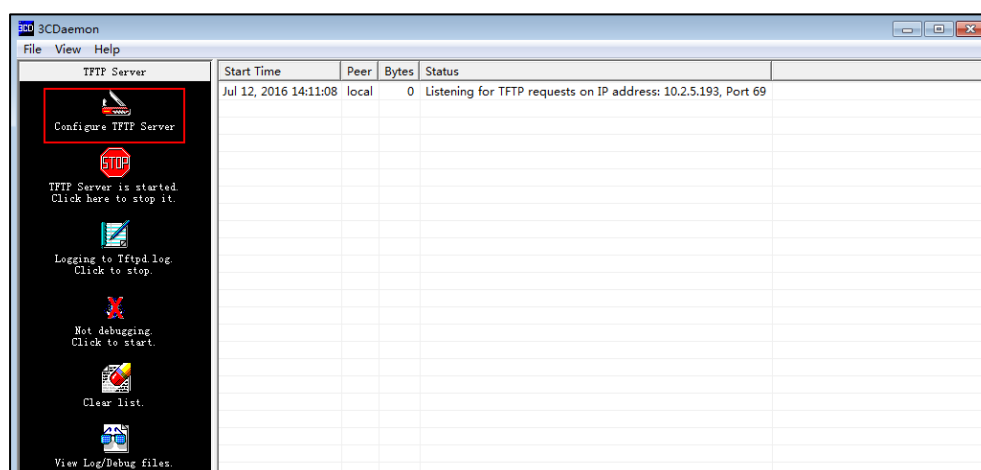 3CD 3CDaemon
File View Help
TFTP Server
Start Time Peer Bytes Status
Jul 12, 2016 14:11:08 local 0 Listening for TFTP requests on IP address: 10.2.5.193, Port 69
Configure TFTP Server
STOP
TFTP Server is started.
Click here to stop it.
Logging to Tftpd.log.
Click to stop.
Not debugging.
Click to start.
Clear list.
View Log/Debug files.